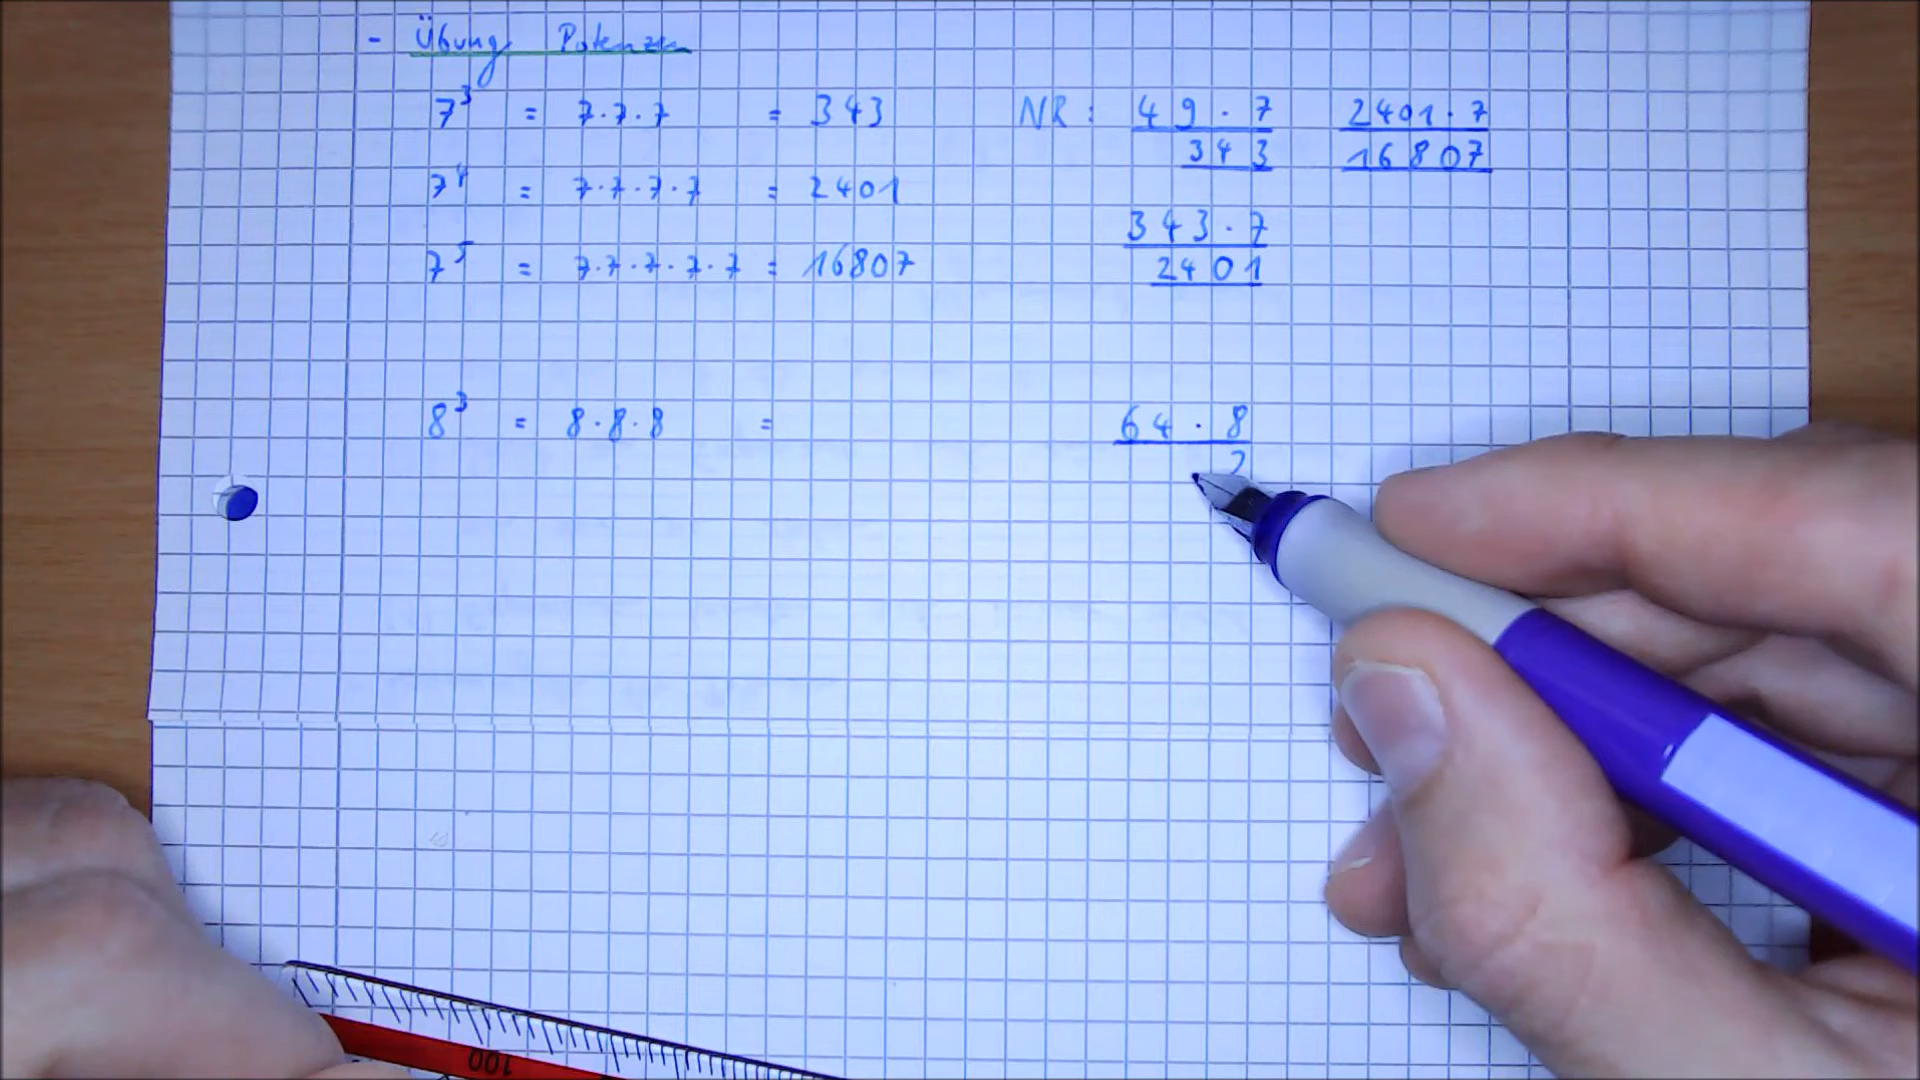 - Übung Potenzen
7³ = 7·7·7 = 343 NR: 49·7 2401·7
343 16807
7⁴ = 7·7·7·7 = 2401
343·7
7⁵ = 7·7·7·7·7 = 16807 2401
8³ = 8·8·8 = 64·8
2
100